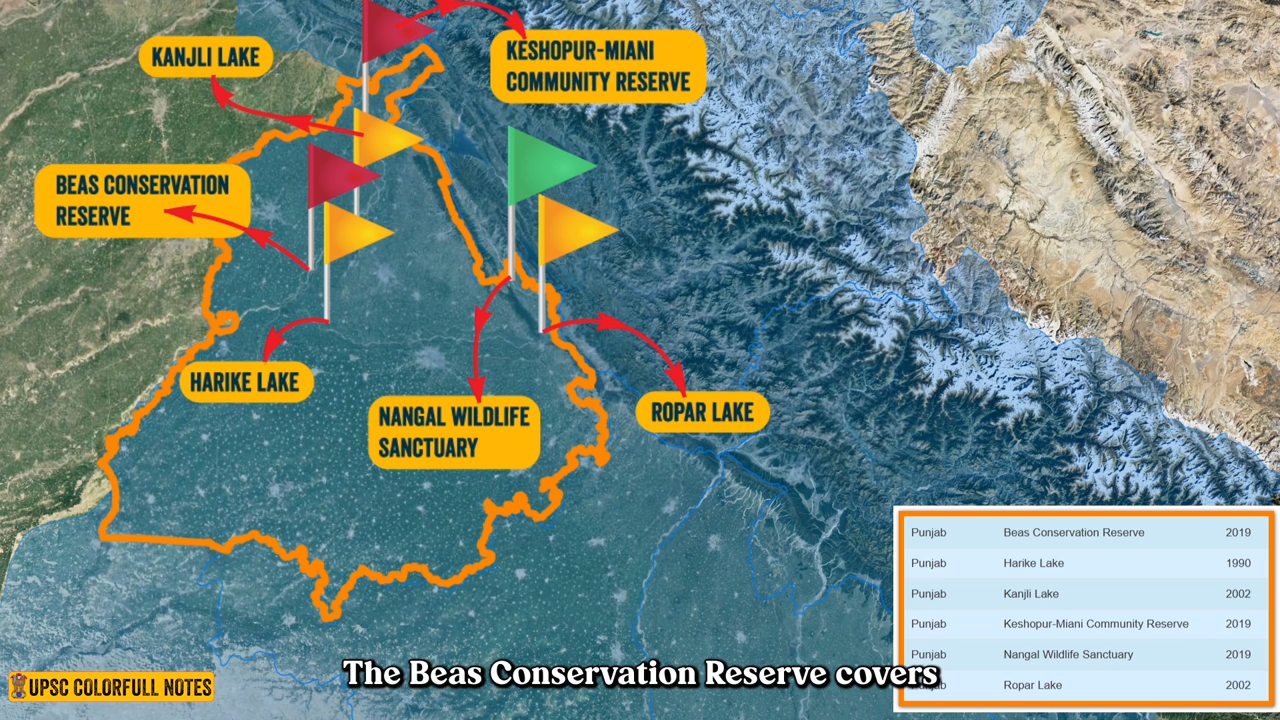 KANJLI LAKE
KESHOPUR-MIANI
COMMUNITY RESERVE
BEAS CONSERVATION
RESERVE
HARIKE LAKE
NANGAL WILDLIFE
SANCTUARY
ROPAR LAKE
Punjab Beas Conservation Reserve 2019
Punjab Harike Lake 1990
Punjab Kanjli Lake 2002
Punjab Keshopur-Miani Community Reserve 2019
Punjab Nangal Wildlife Sanctuary 2019
Punjab Ropar Lake 2002
The Beas Conservation Reserve covers
UPSC COLORFULL NOTES